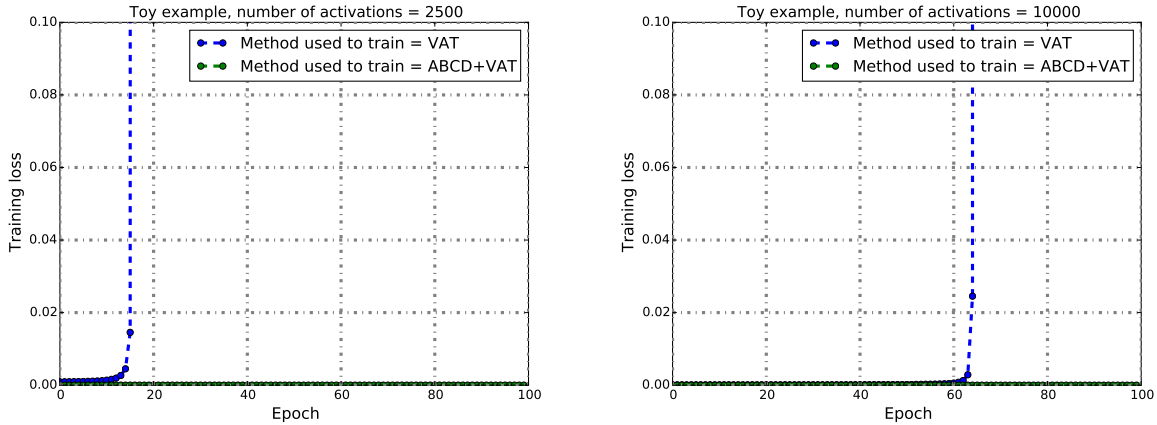 Toy example, number of activations = 2500
0.10
0.08
0.06
0.04
0.02
0.00
Training loss
Method used to train = VAT
Method used to train = ABCD+VAT
0 20 40 60 80 100
Epoch
Toy example, number of activations = 10000
0.10
0.08
0.06
0.04
0.02
0.00
Training loss
Method used to train = VAT
Method used to train = ABCD+VAT
0 20 40 60 80 100
Epoch